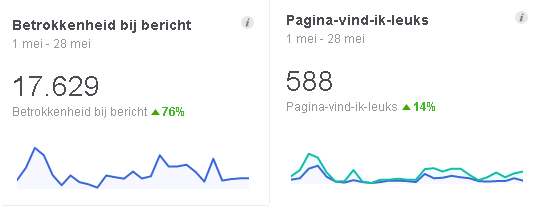 Betrokkenheid bij bericht
1 mei - 28 mei
17.629
Betrokkenheid bij bericht ▲76%
Pagina-vind-ik-leuks
1 mei - 28 mei
588
Pagina-vind-ik-leuks ▲14%